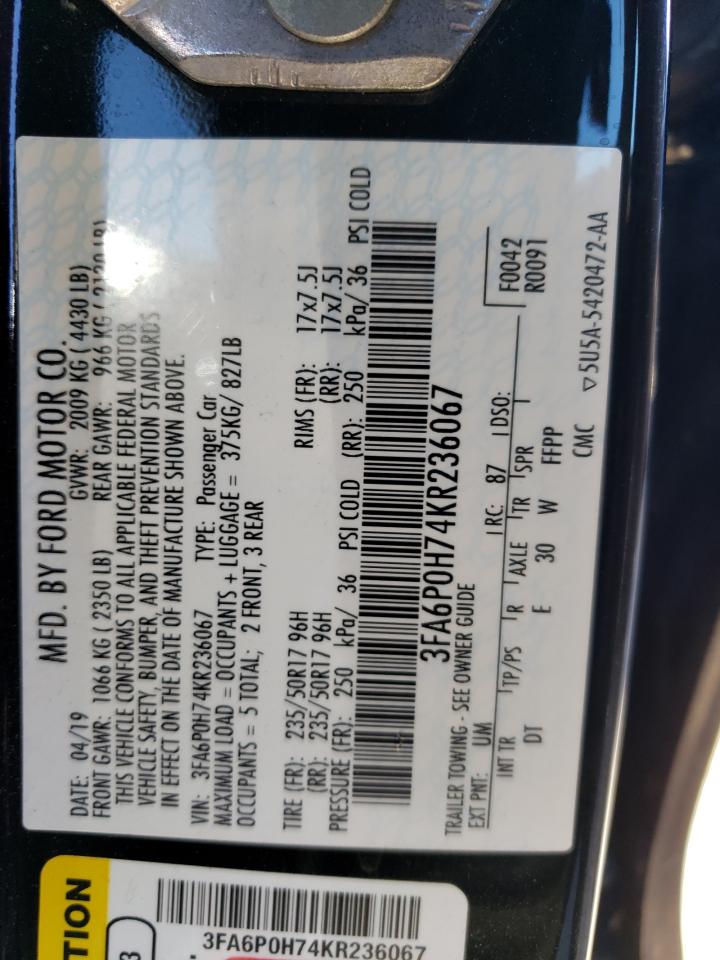 MFD. BY FORD MOTOR CO.
DATE: 04/19 GVWR: 2009 KG ( 4430 LB)
FRONT GAWR: 1066 KG ( 2350 LB) REAR GAWR: 966 KG ( 2130 LB)
THIS VEHICLE CONFORMS TO ALL APPLICABLE FEDERAL MOTOR
VEHICLE SAFETY, BUMPER, AND THEFT PREVENTION STANDARDS
IN EFFECT ON THE DATE OF MANUFACTURE SHOWN ABOVE.
VIN: 3FA6P0H74KR236067 TYPE: Passenger Car
MAXIMUM LOAD = OCCUPANTS + LUGGAGE = 375KG/ 827LB
OCCUPANTS = 5 TOTAL; 2 FRONT, 3 REAR
TIRE (FR): 235/50R17 96H RIMS (FR): 17x7.5J
(RR): 235/50R17 96H (RR): 17x7.5J
PRESSURE (FR): 250 kPa/ 36 PSI COLD (RR): 250 kPa/ 36 PSI COLD
3FA6P0H74KR236067
TRAILER TOWING - SEE OWNER GUIDE
EXT PNT: UM RC: 87 DSO: F0042
R0091
INT TR TP/PS R AXLE TR SPR
DT E 30 W FFPP
CMC ▽5U5A-5420472-AA
TION
3
3FA6P0H74KR236067